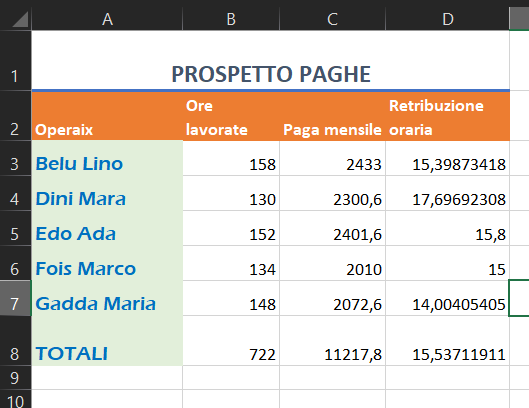 A B C D
1 PROSPETTO PAGHE
Ore Retribuzione
2 Operaix lavorate Paga mensile oraria
3 Belu Lino 158 2433 15,39873418
4 Dini Mara 130 2300,6 17,69692308
5 Edo Ada 152 2401,6 15,8
6 Fois Marco 134 2010 15
7 Gadda Maria 148 2072,6 14,00405405
8 TOTALI 722 11217,8 15,53711911
9
10